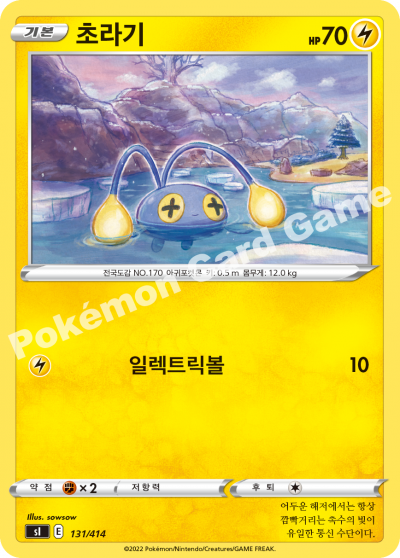 기본 초라기 HP 70
전국도감 NO.170 아귀포켓몬 키: 0.5 m 몸무게: 12.0 kg
Pokémon Card Game
일렉트릭볼 10
약점 ×2 저항력 후퇴
Illus. sowsow
sI E 131/414
어두운 해저에서는 항상
깜빡거리는 촉수의 빛이
유일한 통신 수단이다.
©2022 Pokémon/Nintendo/Creatures/GAME FREAK.